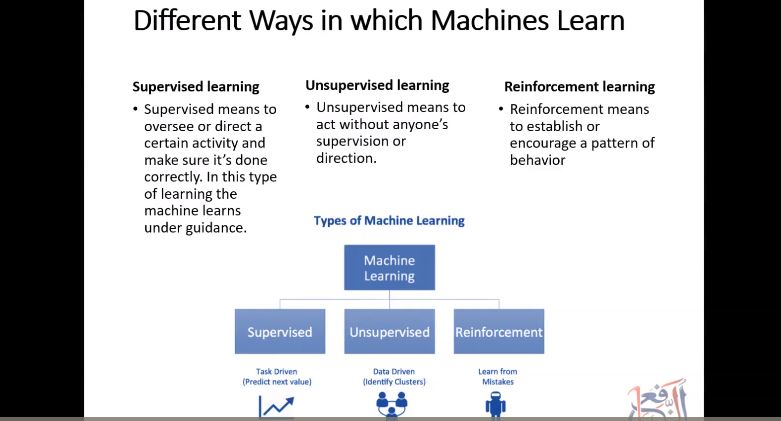 Different Ways in which Machines Learn
Supervised learning
• Supervised means to
oversee or direct a
certain activity and
make sure it's done
correctly. In this type
of learning the
machine learns
under guidance.
Unsupervised learning
• Unsupervised means to
act without anyone's
supervision or
direction.
Reinforcement learning
• Reinforcement means
to establish or
encourage a pattern of
behavior
Types of Machine Learning
Machine
Learning
Supervised
Unsupervised
Reinforcement
Task Driven
(Predict next value)
Data Driven
(Identify Clusters)
Learn from
Mistakes